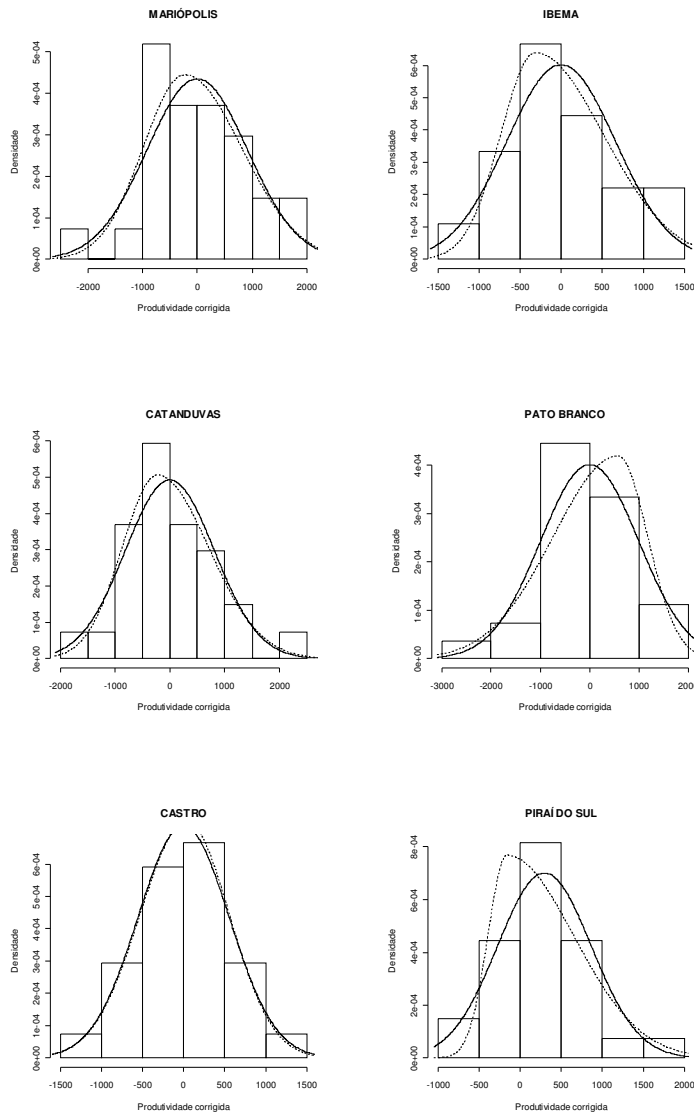 MARIÓPOLIS
Densidade
0e+00 1e-04 2e-04 3e-04 4e-04 5e-04
-2000 -1000 0 1000 2000
Produtividade corrigida
IBEMA
Densidade
0e+00 1e-04 2e-04 3e-04 4e-04 5e-04 6e-04
-1500 -1000 -500 0 500 1000 1500
Produtividade corrigida
CATANDUVAS
Densidade
0e+00 1e-04 2e-04 3e-04 4e-04 5e-04 6e-04
-2000 -1000 0 1000 2000
Produtividade corrigida
PATO BRANCO
Densidade
0e+00 1e-04 2e-04 3e-04 4e-04
-3000 -2000 -1000 0 1000 2000
Produtividade corrigida
CASTRO
Densidade
0e+00 1e-04 2e-04 3e-04 4e-04 5e-04 6e-04
-1500 -1000 -500 0 500 1000 1500
Produtividade corrigida
PIRAÍ DO SUL
Densidade
0e+00 2e-04 4e-04 6e-04 8e-04
-1000 -500 0 500 1000 1500 2000
Produtividade corrigida